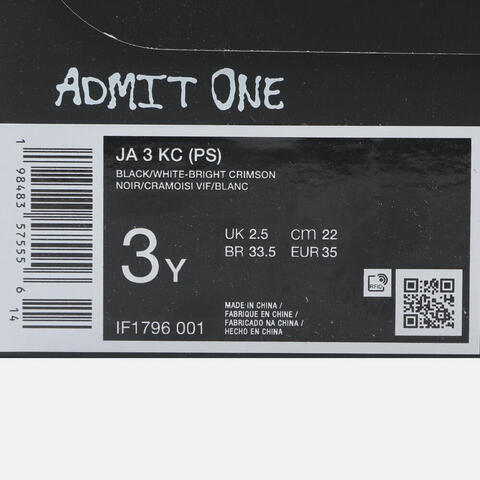 ADMIT ONE
JA 3 KC (PS)
BLACK/WHITE-BRIGHT CRIMSON
NOIR/CRAMOISI VIF/BLANC
3Y
UK 2.5 cm 22
BR 33.5 EUR 35
RFID
MADE IN CHINA /
FABRIQUE EN CHINE /
FABRICADO NA CHINA /
HECHO EN CHINA
IF1796 001
1 98483 57555 6 14